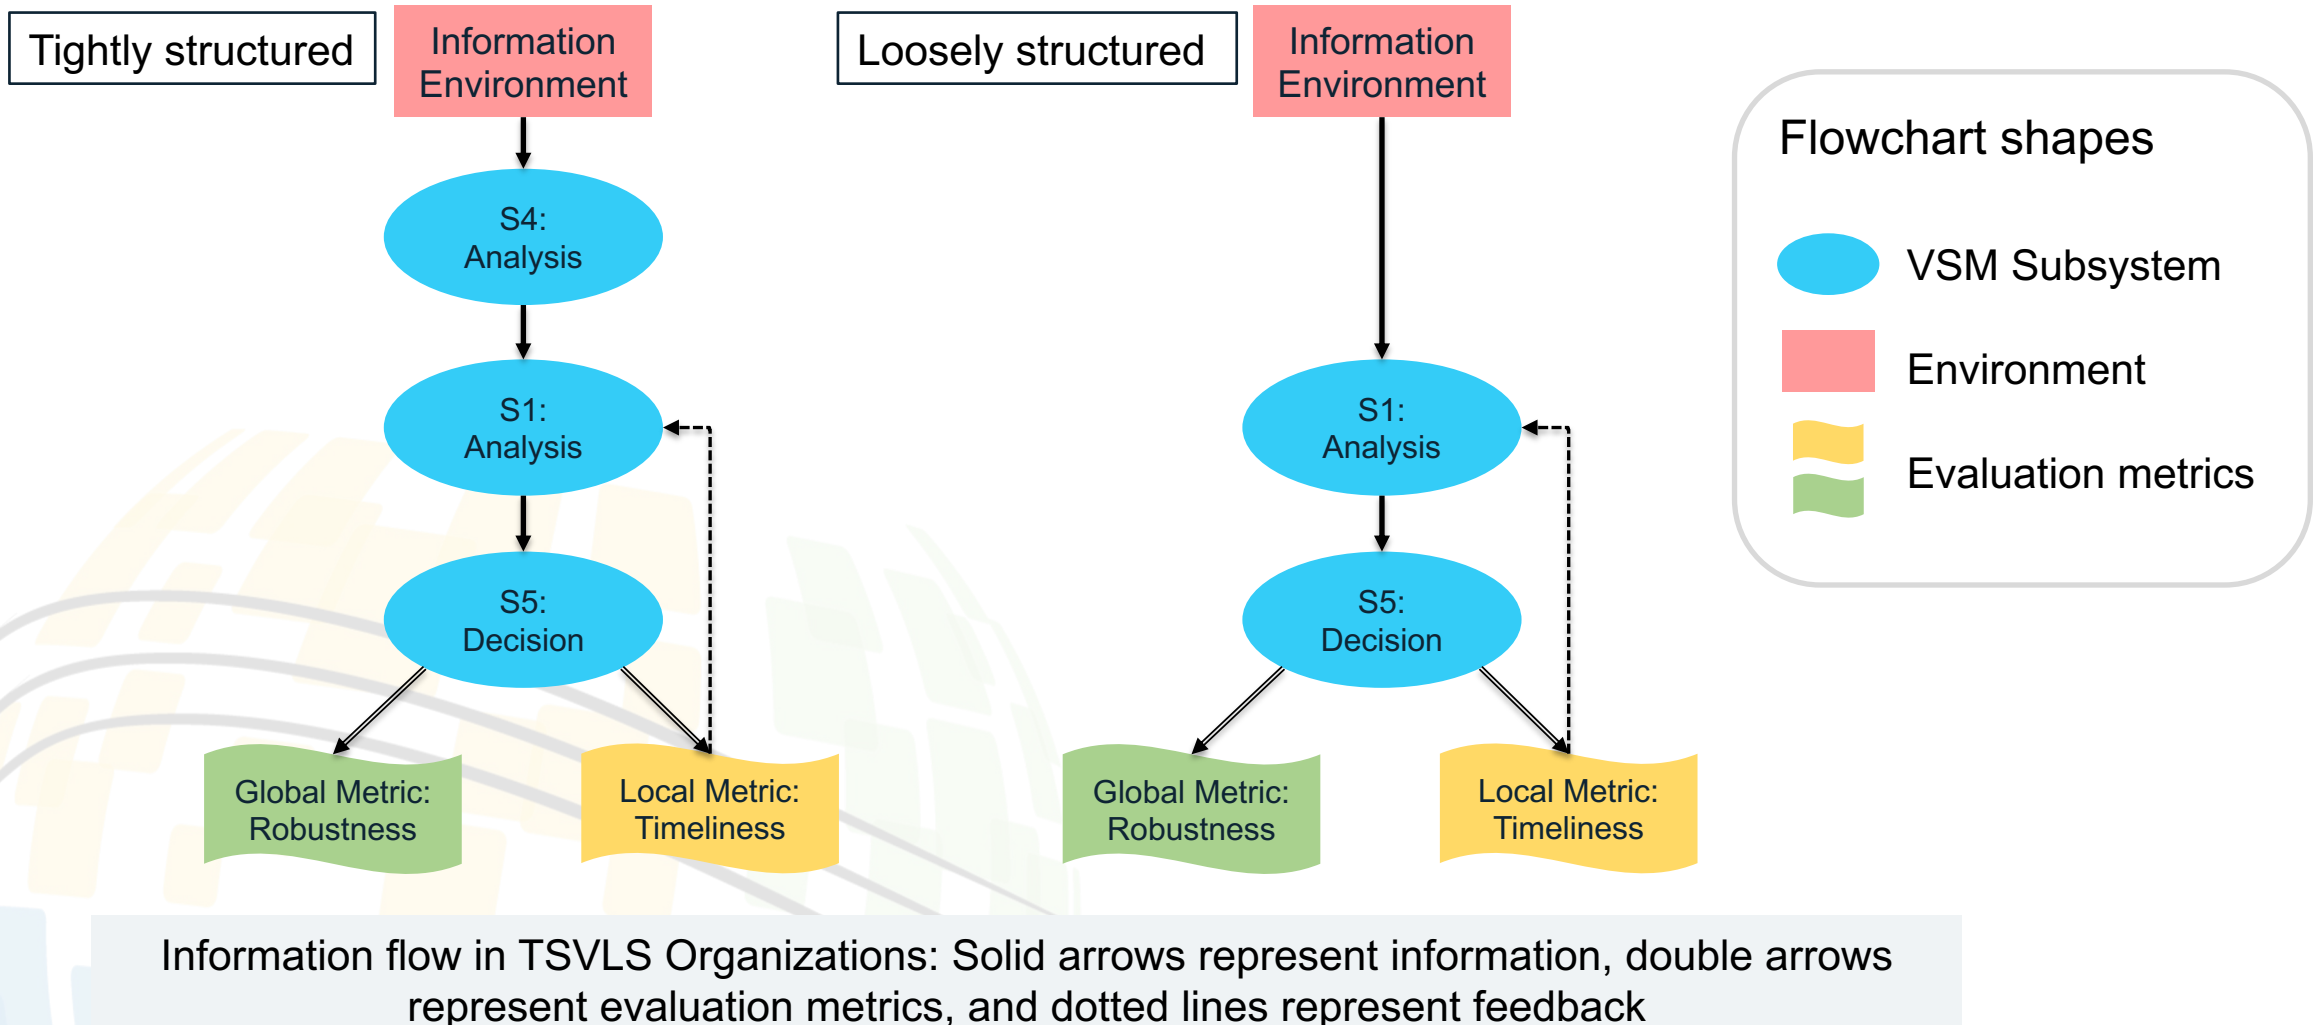 Tightly structured
Information
Environment
S4:
Analysis
S1:
Analysis
S5:
Decision
Global Metric:
Robustness
Local Metric:
Timeliness
Loosely structured
Information
Environment
S1:
Analysis
S5:
Decision
Global Metric:
Robustness
Local Metric:
Timeliness
Flowchart shapes
VSM Subsystem
Environment
Evaluation metrics
Information flow in TSVLS Organizations: Solid arrows represent information, double arrows
represent evaluation metrics, and dotted lines represent feedback